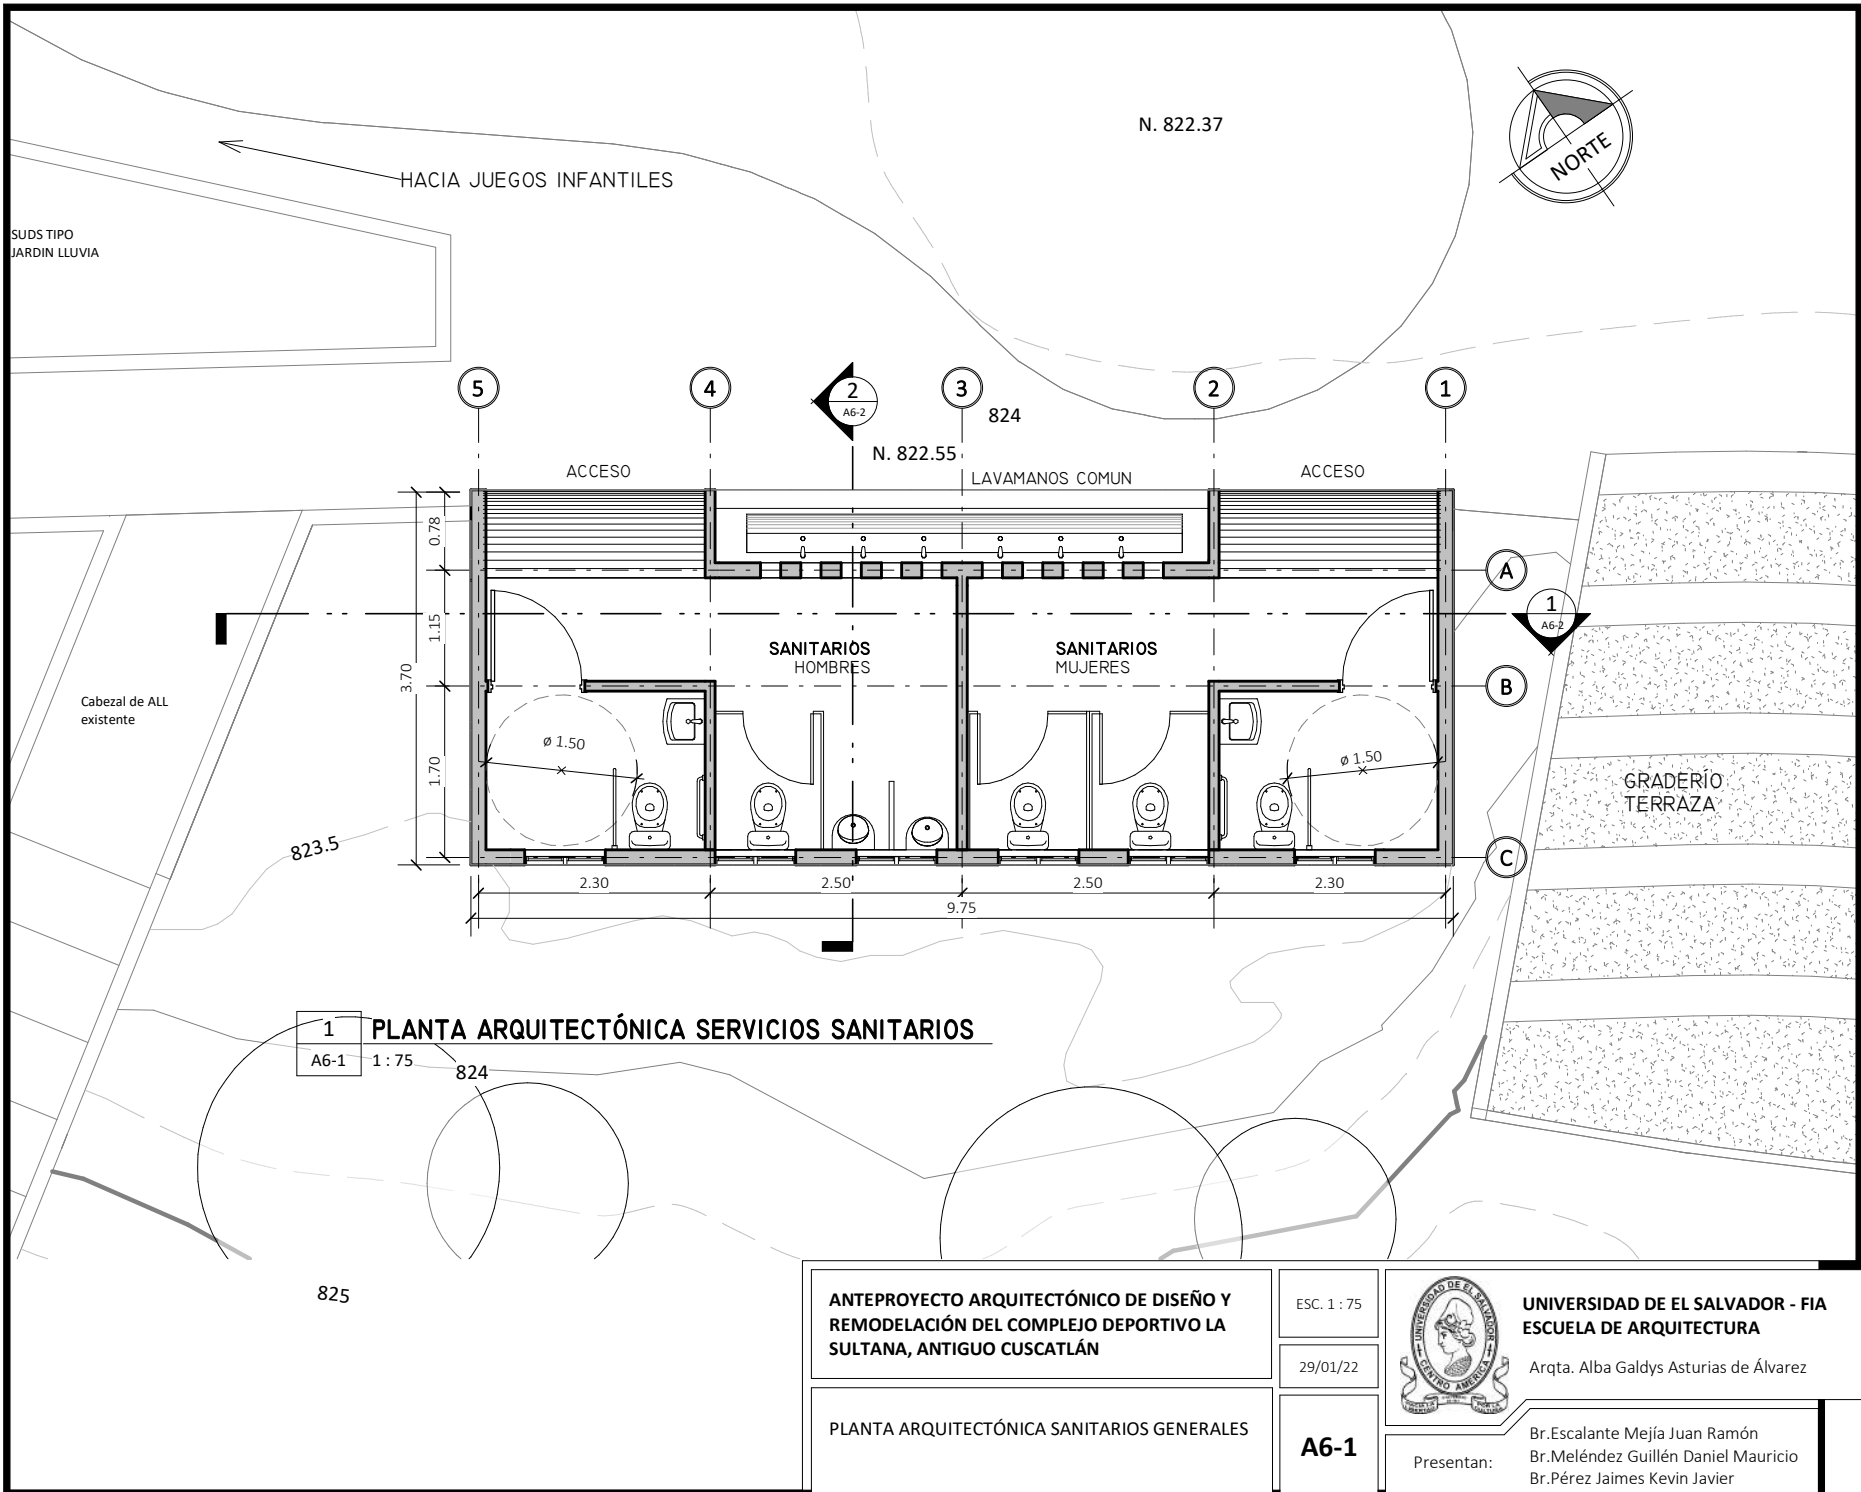 N. 822.37
NORTE
HACIA JUEGOS INFANTILES
SUDS TIPO
JARDIN LLUVIA
5
4
2
A6-2
3
2
1
824
N. 822.55
ACCESO
LAVAMANOS COMUN
ACCESO
0.78
A
1
A6-2
1.15
SANITARIOS
HOMBRES
SANITARIOS
MUJERES
3.70
B
Cabezal de ALL
existente
ø 1.50
ø 1.50
1.70
GRADERÍO
TERRAZA
823.5
C
2.30
2.50
2.50
2.30
9.75
1
PLANTA ARQUITECTÓNICA SERVICIOS SANITARIOS
A6-1
1 : 75
824
825
ANTEPROYECTO ARQUITECTÓNICO DE DISEÑO Y
REMODELACIÓN DEL COMPLEJO DEPORTIVO LA
SULTANA, ANTIGUO CUSCATLÁN
ESC. 1 : 75
29/01/22
PLANTA ARQUITECTÓNICA SANITARIOS GENERALES
A6-1
UNIVERSIDAD DE EL SALVADOR
CENTRO AMERICA
UNIVERSIDAD DE EL SALVADOR - FIA
ESCUELA DE ARQUITECTURA
Arqta. Alba Galdys Asturias de Álvarez
Presentan:
Br.Escalante Mejía Juan Ramón
Br.Meléndez Guillén Daniel Mauricio
Br.Pérez Jaimes Kevin Javier